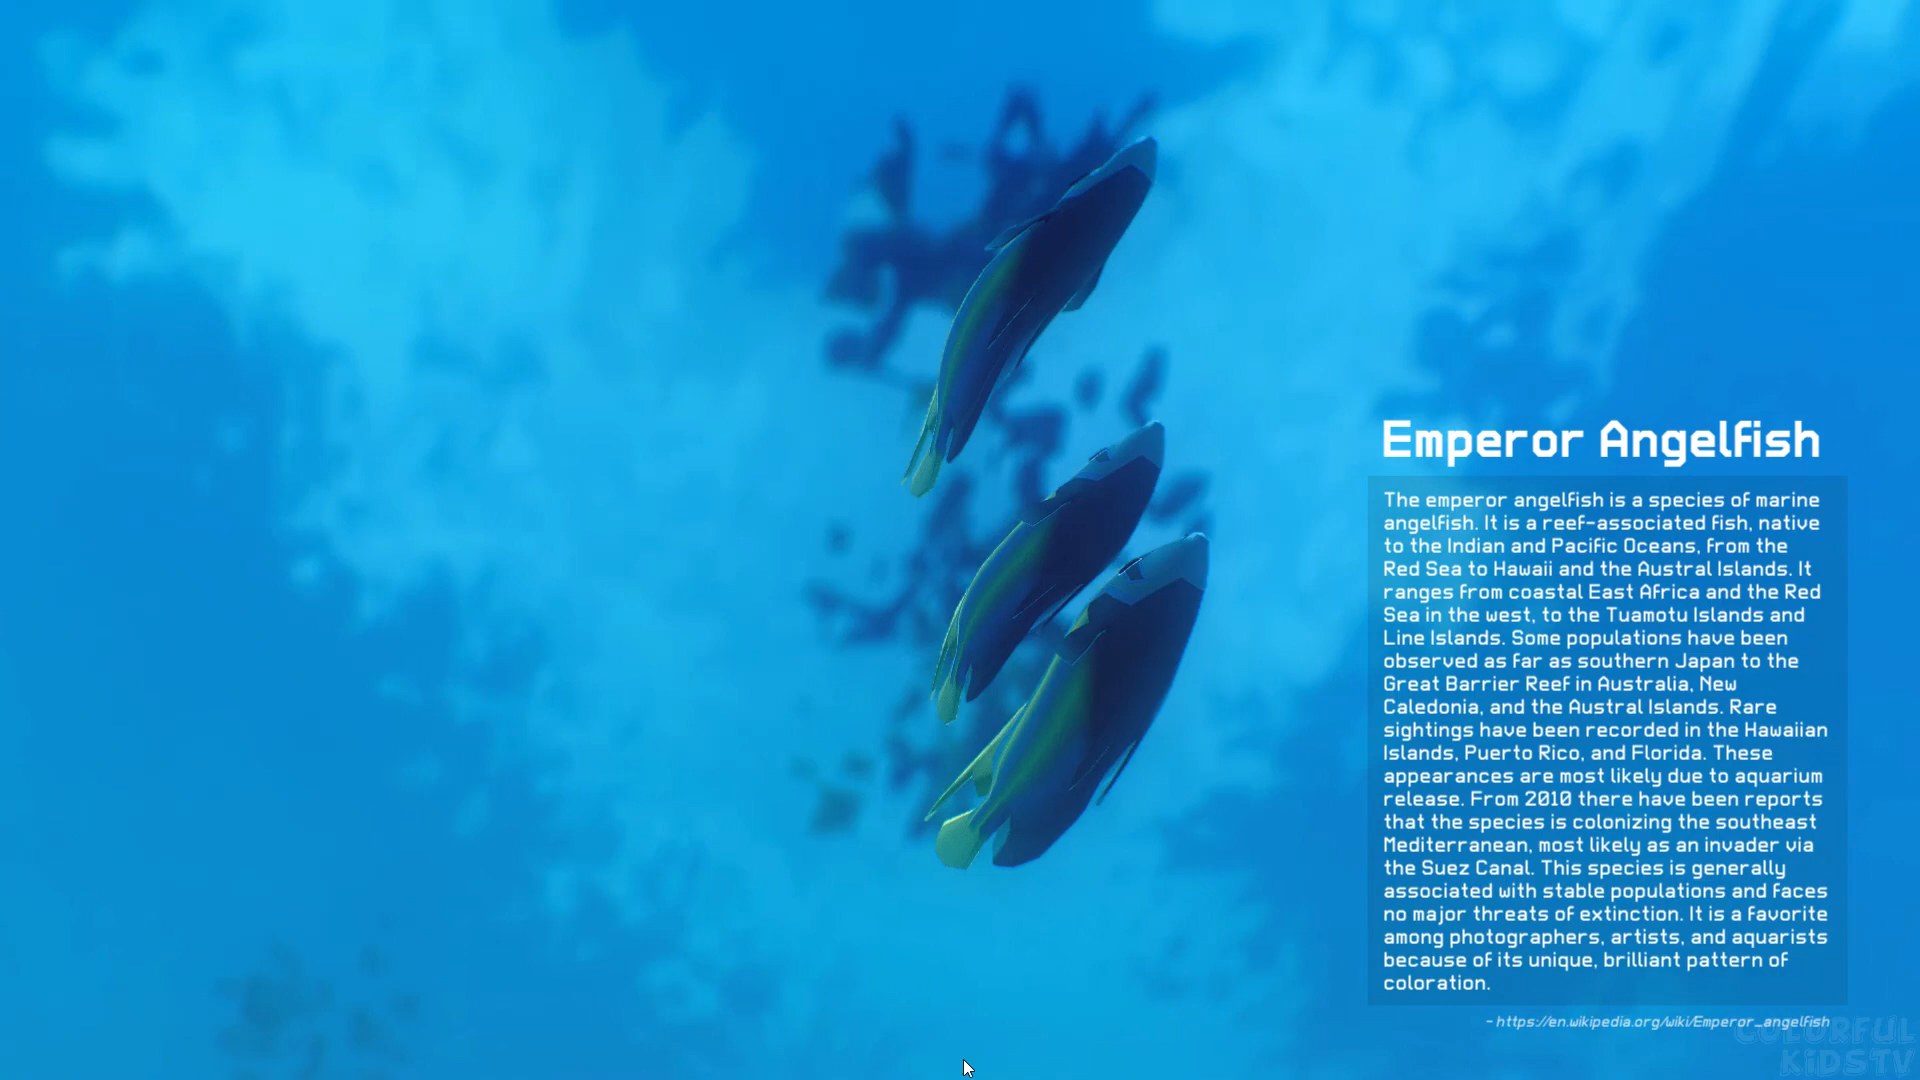 Emperor Angelfish
The emperor angelfish is a species of marine
angelfish. It is a reef-associated fish, native
to the Indian and Pacific Oceans, from the
Red Sea to Hawaii and the Austral Islands. It
ranges from coastal East Africa and the Red
Sea in the west, to the Tuamotu Islands and
Line Islands. Some populations have been
observed as far as southern Japan to the
Great Barrier Reef in Australia, New
Caledonia, and the Austral Islands. Rare
sightings have been recorded in the Hawaiian
Islands, Puerto Rico, and Florida. These
appearances are most likely due to aquarium
release. From 2010 there have been reports
that the species is colonizing the southeast
Mediterranean, most likely as an invader via
the Suez Canal. This species is generally
associated with stable populations and faces
no major threats of extinction. It is a favorite
among photographers, artists, and aquarists
because of its unique, brilliant pattern of
coloration.
- https://en.wikipedia.org/wiki/Emperor_angelfish
COLORFUL
KiDSTV